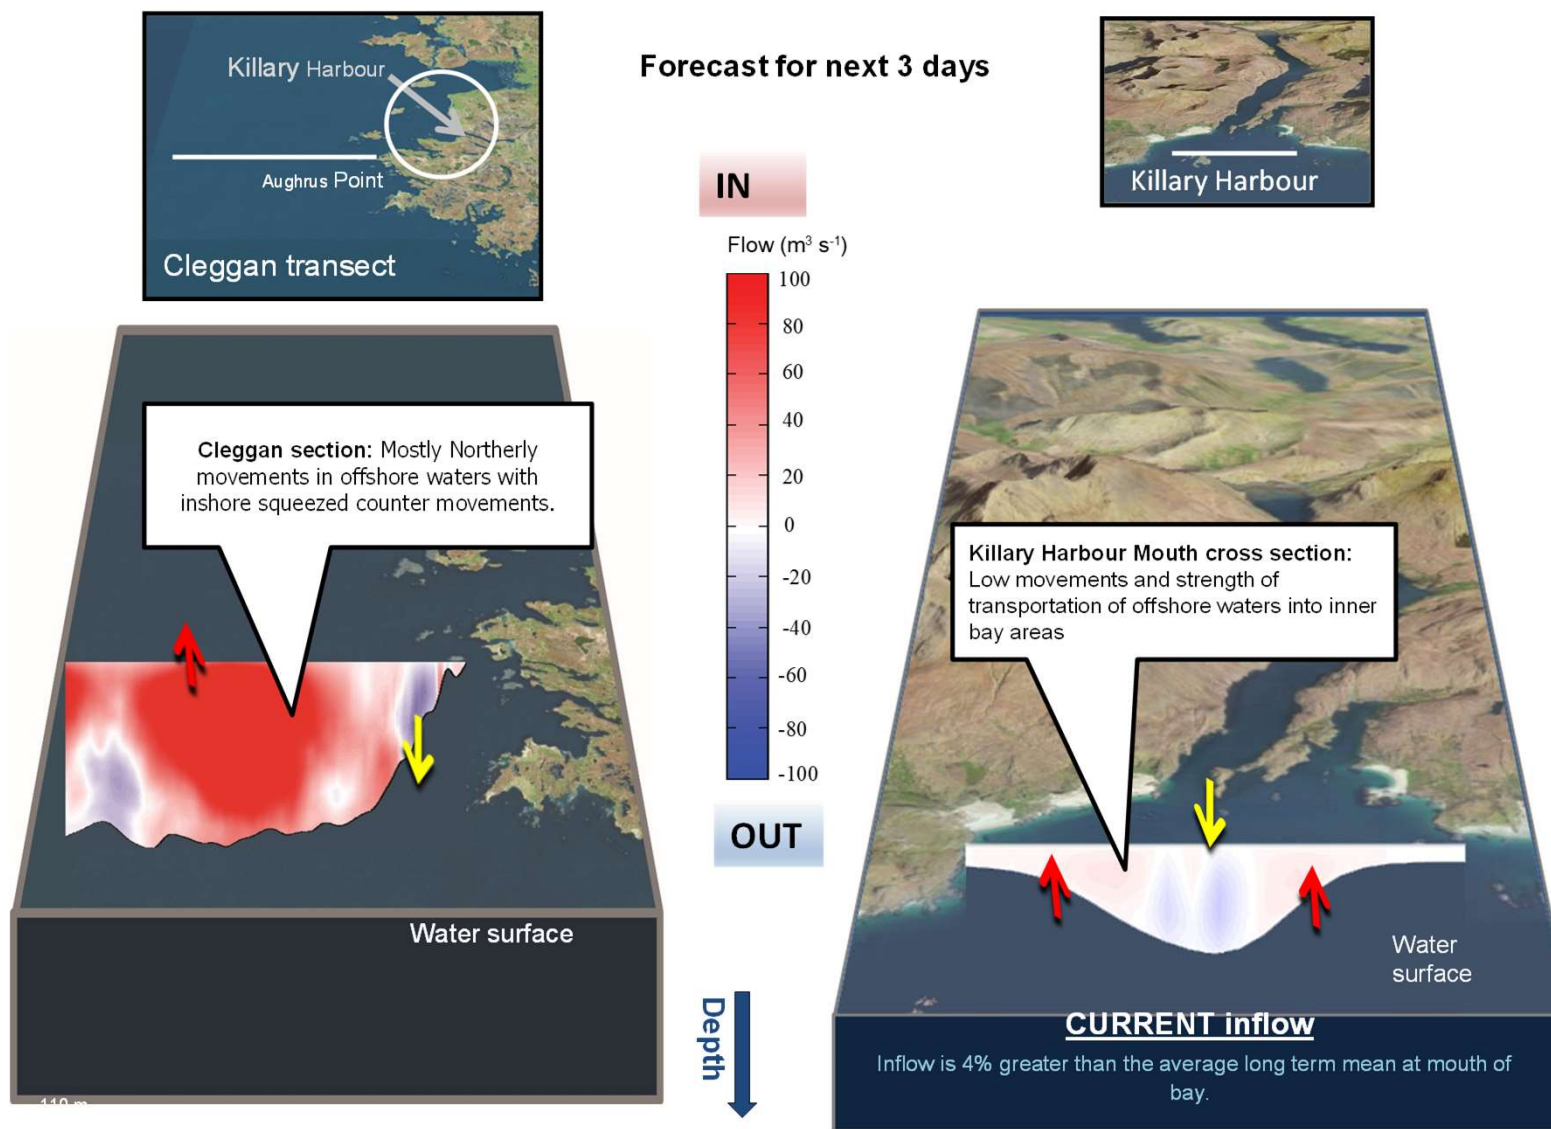 Killary Harbour
Aughrus Point
Cleggan transect
Forecast for next 3 days
Killary Harbour
IN
Flow (m³ s⁻¹)
100
80
60
40
20
0
-20
-40
-60
-80
-100
OUT
Cleggan section: Mostly Northerly
movements in offshore waters with
inshore squeezed counter movements.
Water surface
110 m
Depth
Killary Harbour Mouth cross section:
Low movements and strength of
transportation of offshore waters into inner
bay areas
Water
surface
CURRENT inflow
Inflow is 4% greater than the average long term mean at mouth of
bay.